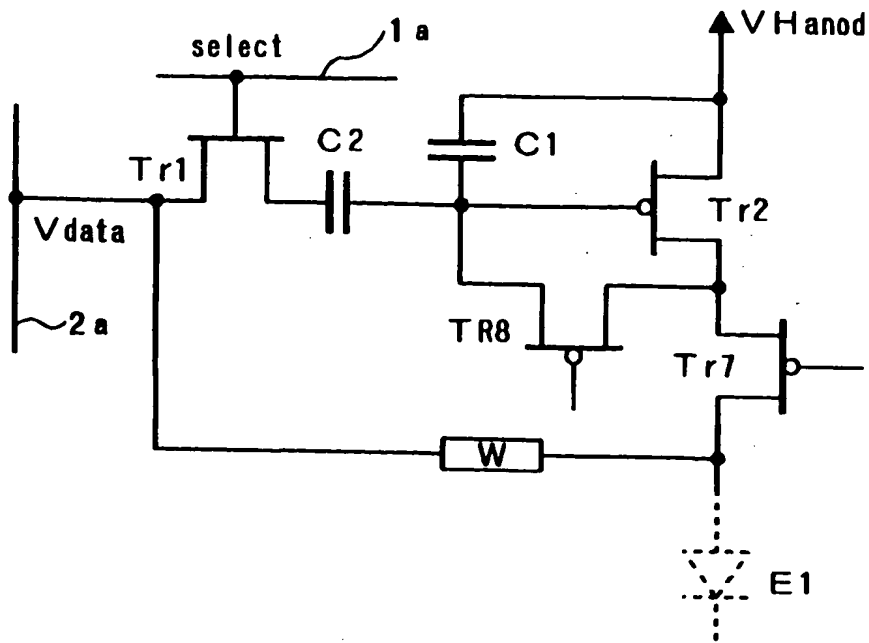 1a
VHanod
select
C2
C1
Tr1
Tr2
Vdata
2a
TR8
Tr7
W
E1